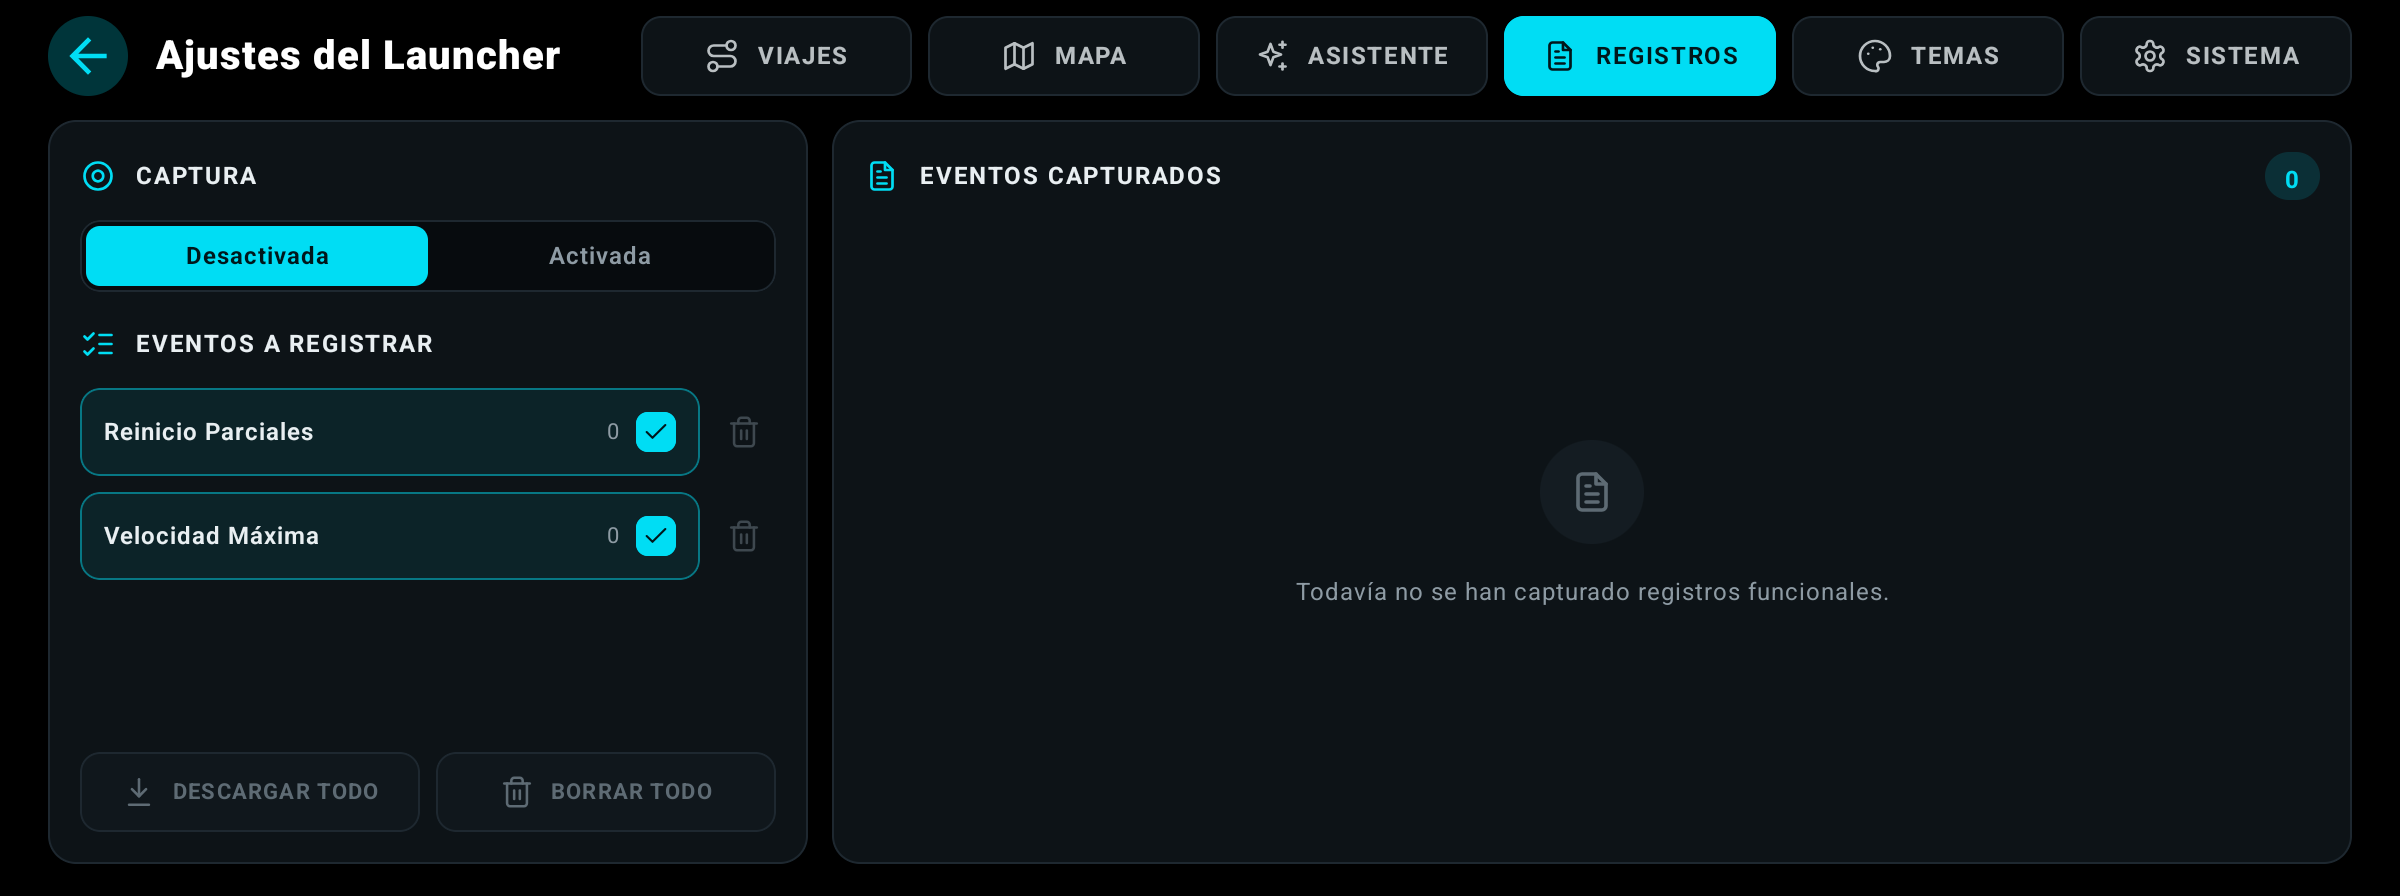 Ajustes del Launcher
VIAJES
MAPA
ASISTENTE
REGISTROS
TEMAS
SISTEMA
CAPTURA
Desactivada
Activada
EVENTOS A REGISTRAR
Reinicio Parciales 0
Velocidad Máxima 0
DESCARGAR TODO
BORRAR TODO
EVENTOS CAPTURADOS
0
Todavía no se han capturado registros funcionales.